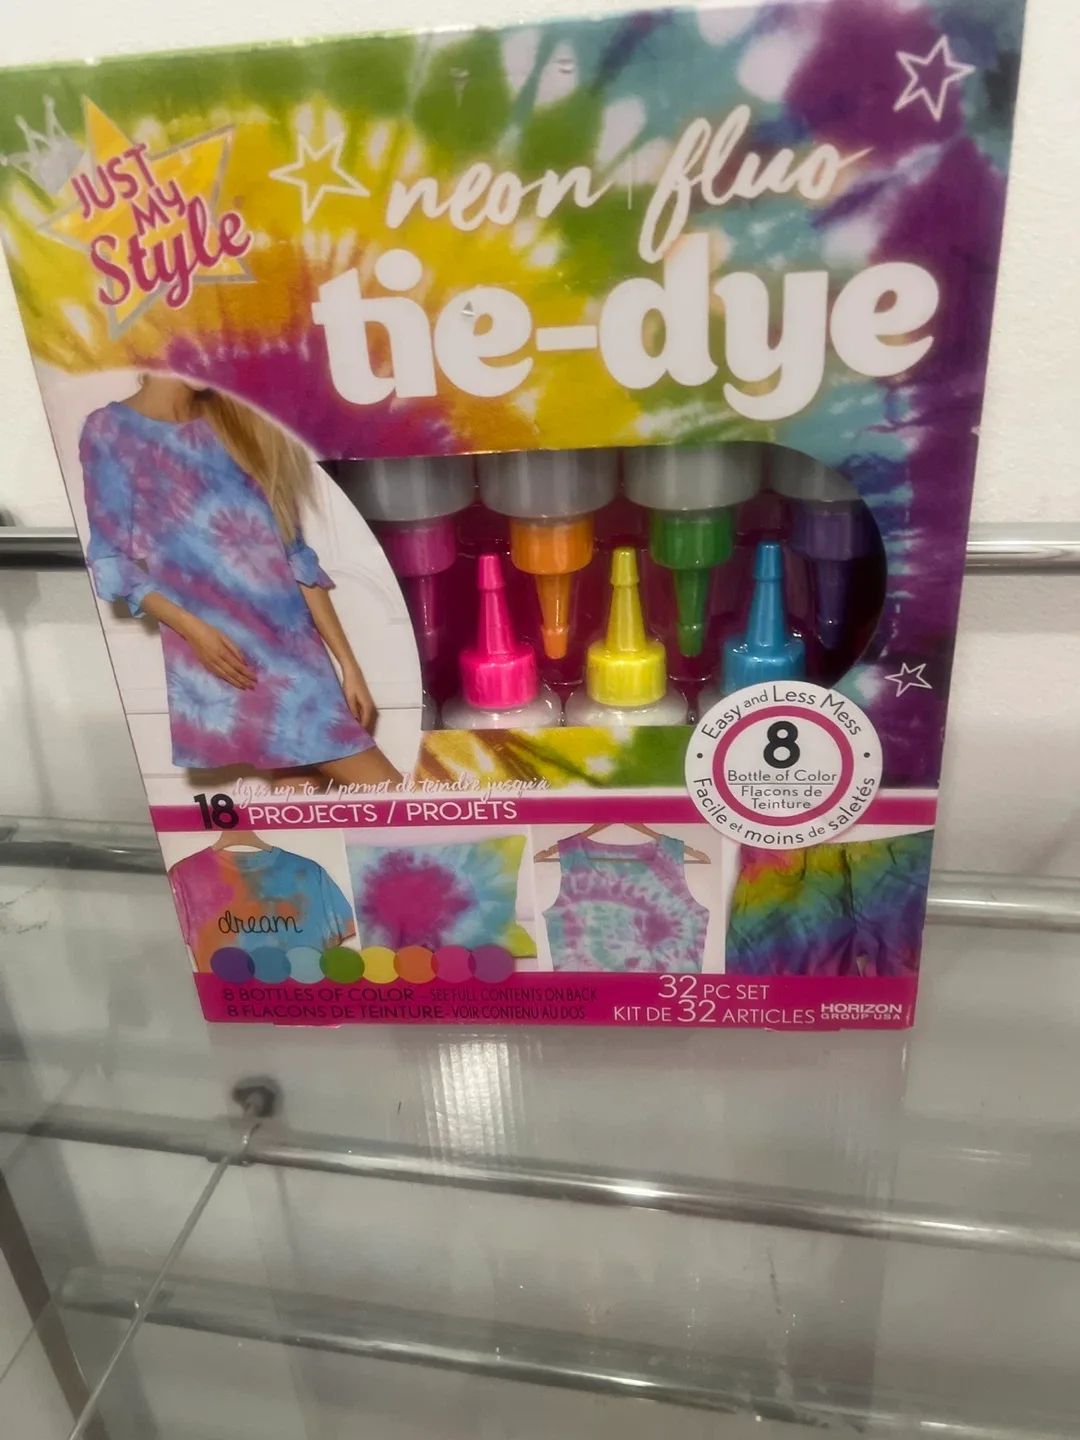 JUST
MY
Style
neon | fluo
tie-dye
Easy and Less Mess
8
Bottle of Color
Flacons de
Teinture
Facile et moins de saletés
dyes up to / permet de teindre jusqu'à
18 PROJECTS / PROJETS
dream
8 BOTTLES OF COLOR - SEE FULL CONTENTS ON BACK
8 FLACONS DE TEINTURE - VOIR CONTENU AU DOS
32 PC SET
KIT DE 32 ARTICLES
HORIZON
GROUP USA